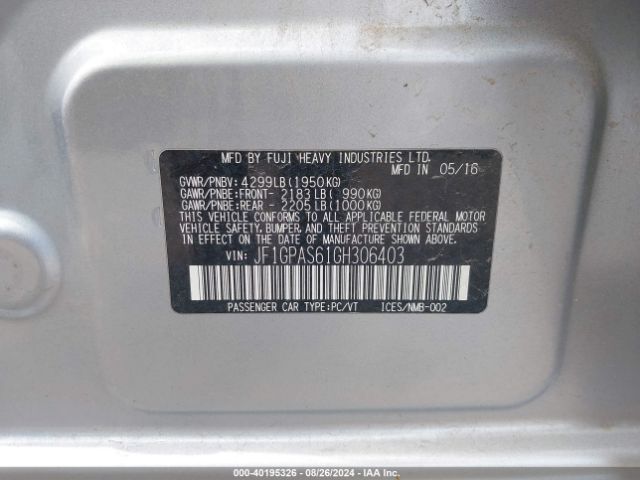 MFD BY FUJI HEAVY INDUSTRIES LTD.
MFD IN 05/16
GVWR/PNBV: 4299LB(1950KG)
GAWR/PNBE:FRONT- 2183LB( 990KG)
GAWR/PNBE:REAR - 2205LB(1000KG)
THIS VEHICLE CONFORMS TO ALL APPLICABLE FEDERAL MOTOR
VEHICLE SAFETY, BUMPER, AND THEFT PREVENTION STANDARDS
IN EFFECT ON THE DATE OF MANUFACTURE SHOWN ABOVE.
VIN: JF1GPAS61GH306403
PASSENGER CAR TYPE:PC/VT ICES/NMB-002
000-40195326 - 08/26/2024 - IAA Inc.